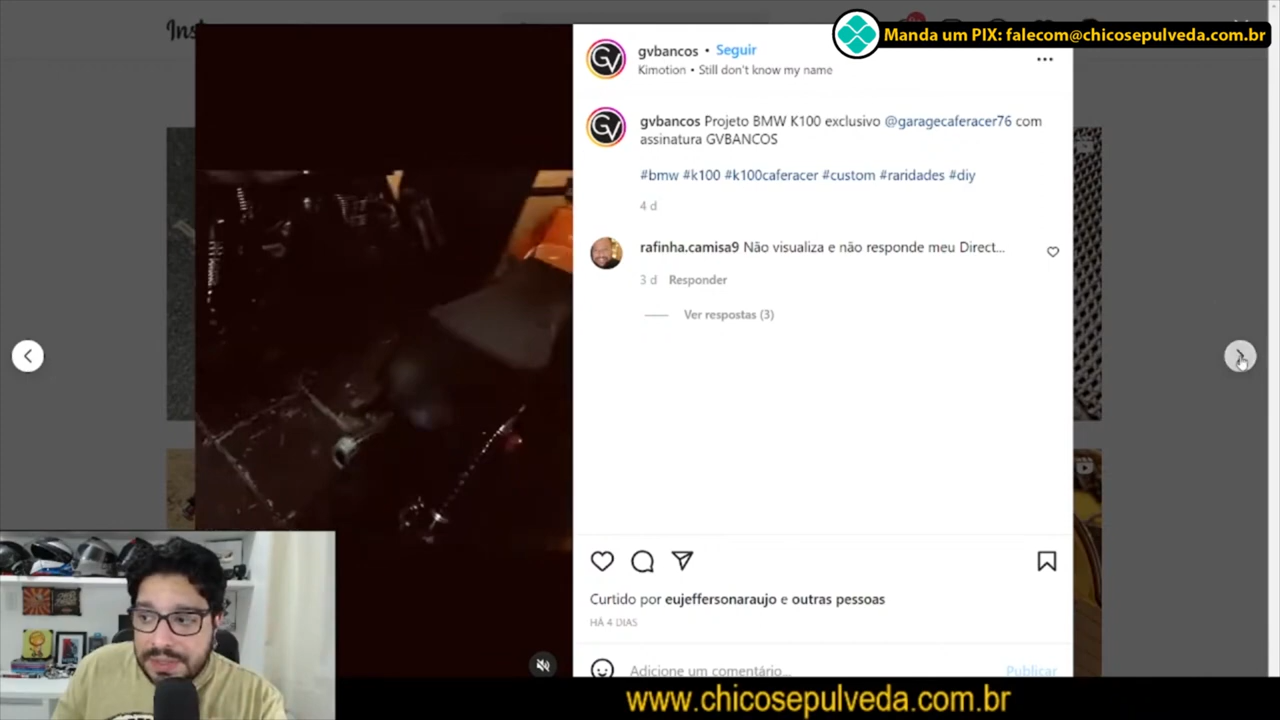 Inst
Manda um PIX: falecom@chicosepulveda.com.br
GV
gvbancos • Seguir
Kimotion • Still don't know my name
GV
gvbancos Projeto BMW K100 exclusivo @garagecaferacer76 com
assinatura GVBANCOS
#bmw #k100 #k100caferacer #custom #raridades #diy
4 d
rafinha.camisa9 Não visualiza e não responde meu Direct...
3 d Responder
Ver respostas (3)
Curtido por eujeffersonaraujo e outras pessoas
HÁ 4 DIAS
Adicione um comentário...
Publicar
www.chicosepulveda.com.br